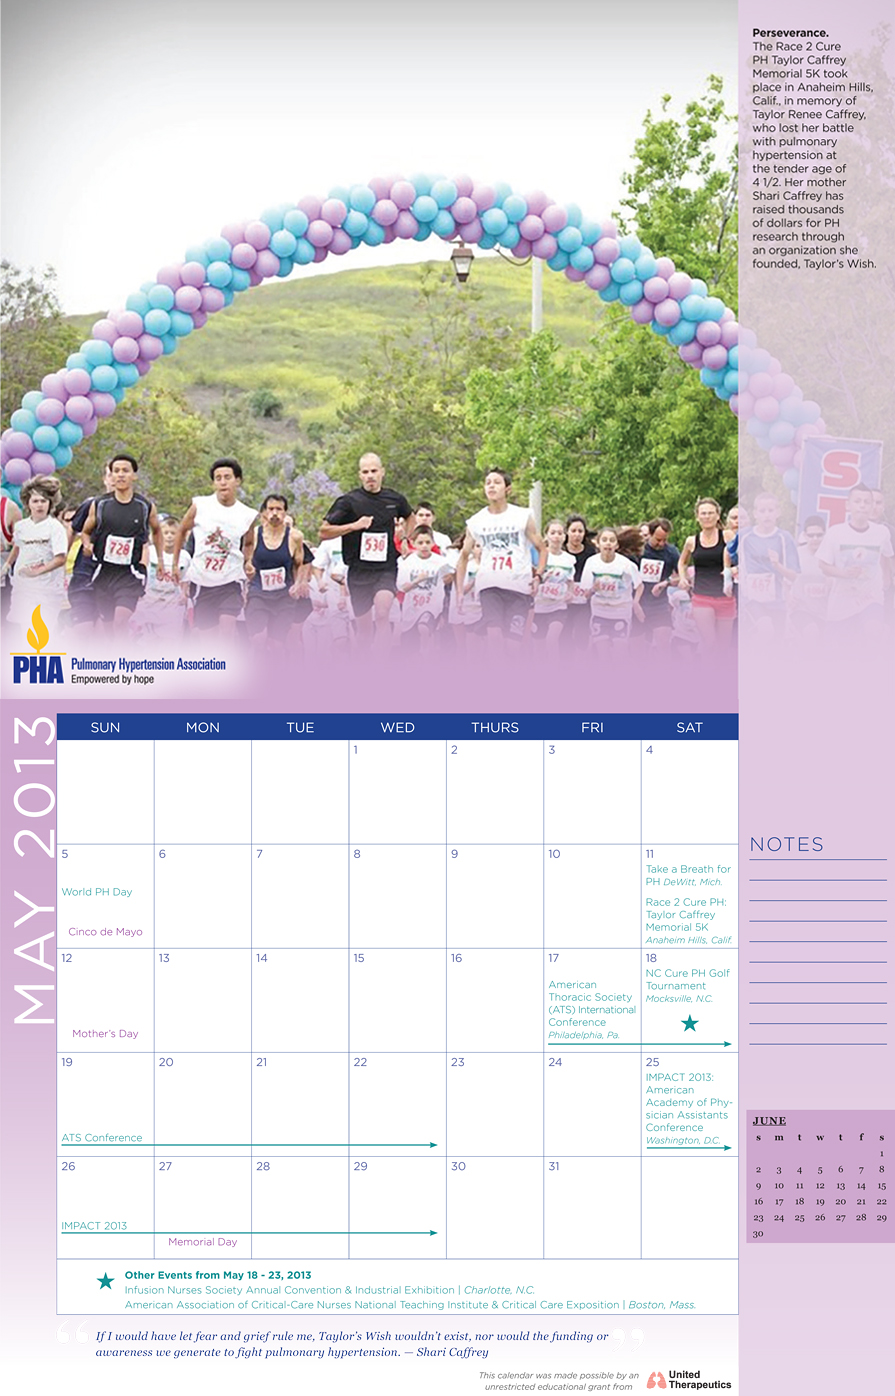 Perseverance.
The Race 2 Cure
PH Taylor Caffrey
Memorial 5K took
place in Anaheim Hills,
Calif., in memory of
Taylor Renee Caffrey,
who lost her battle
with pulmonary
hypertension at
the tender age of
4 1/2. Her mother
Shari Caffrey has
raised thousands
of dollars for PH
research through
an organization she
founded, Taylor's Wish.
S
T
728
727
776
530
503
774
553
PHA Pulmonary Hypertension Association
Empowered by hope
MAY 2013
SUN MON TUE WED THURS FRI SAT
1 2 3 4
5 6 7 8 9 10 11
World PH Day
Cinco de Mayo
Take a Breath for
PH DeWitt, Mich.
Race 2 Cure PH:
Taylor Caffrey
Memorial 5K
Anaheim Hills, Calif.
12 13 14 15 16 17 18
Mother's Day
American
Thoracic Society
(ATS) International
Conference
Philadelphia, Pa.
NC Cure PH Golf
Tournament
Mocksville, N.C.
19 20 21 22 23 24 25
ATS Conference
IMPACT 2013:
American
Academy of Phy-
sician Assistants
Conference
Washington, D.C.
26 27 28 29 30 31
IMPACT 2013
Memorial Day
Other Events from May 18 - 23, 2013
Infusion Nurses Society Annual Convention & Industrial Exhibition | Charlotte, N.C.
American Association of Critical-Care Nurses National Teaching Institute & Critical Care Exposition | Boston, Mass.
NOTES
JUNE
s m t w t f s
1
2 3 4 5 6 7 8
9 10 11 12 13 14 15
16 17 18 19 20 21 22
23 24 25 26 27 28 29
30
“If I would have let fear and grief rule me, Taylor's Wish wouldn't exist, nor would the funding or
awareness we generate to fight pulmonary hypertension. — Shari Caffrey”
This calendar was made possible by an
unrestricted educational grant from
United
Therapeutics